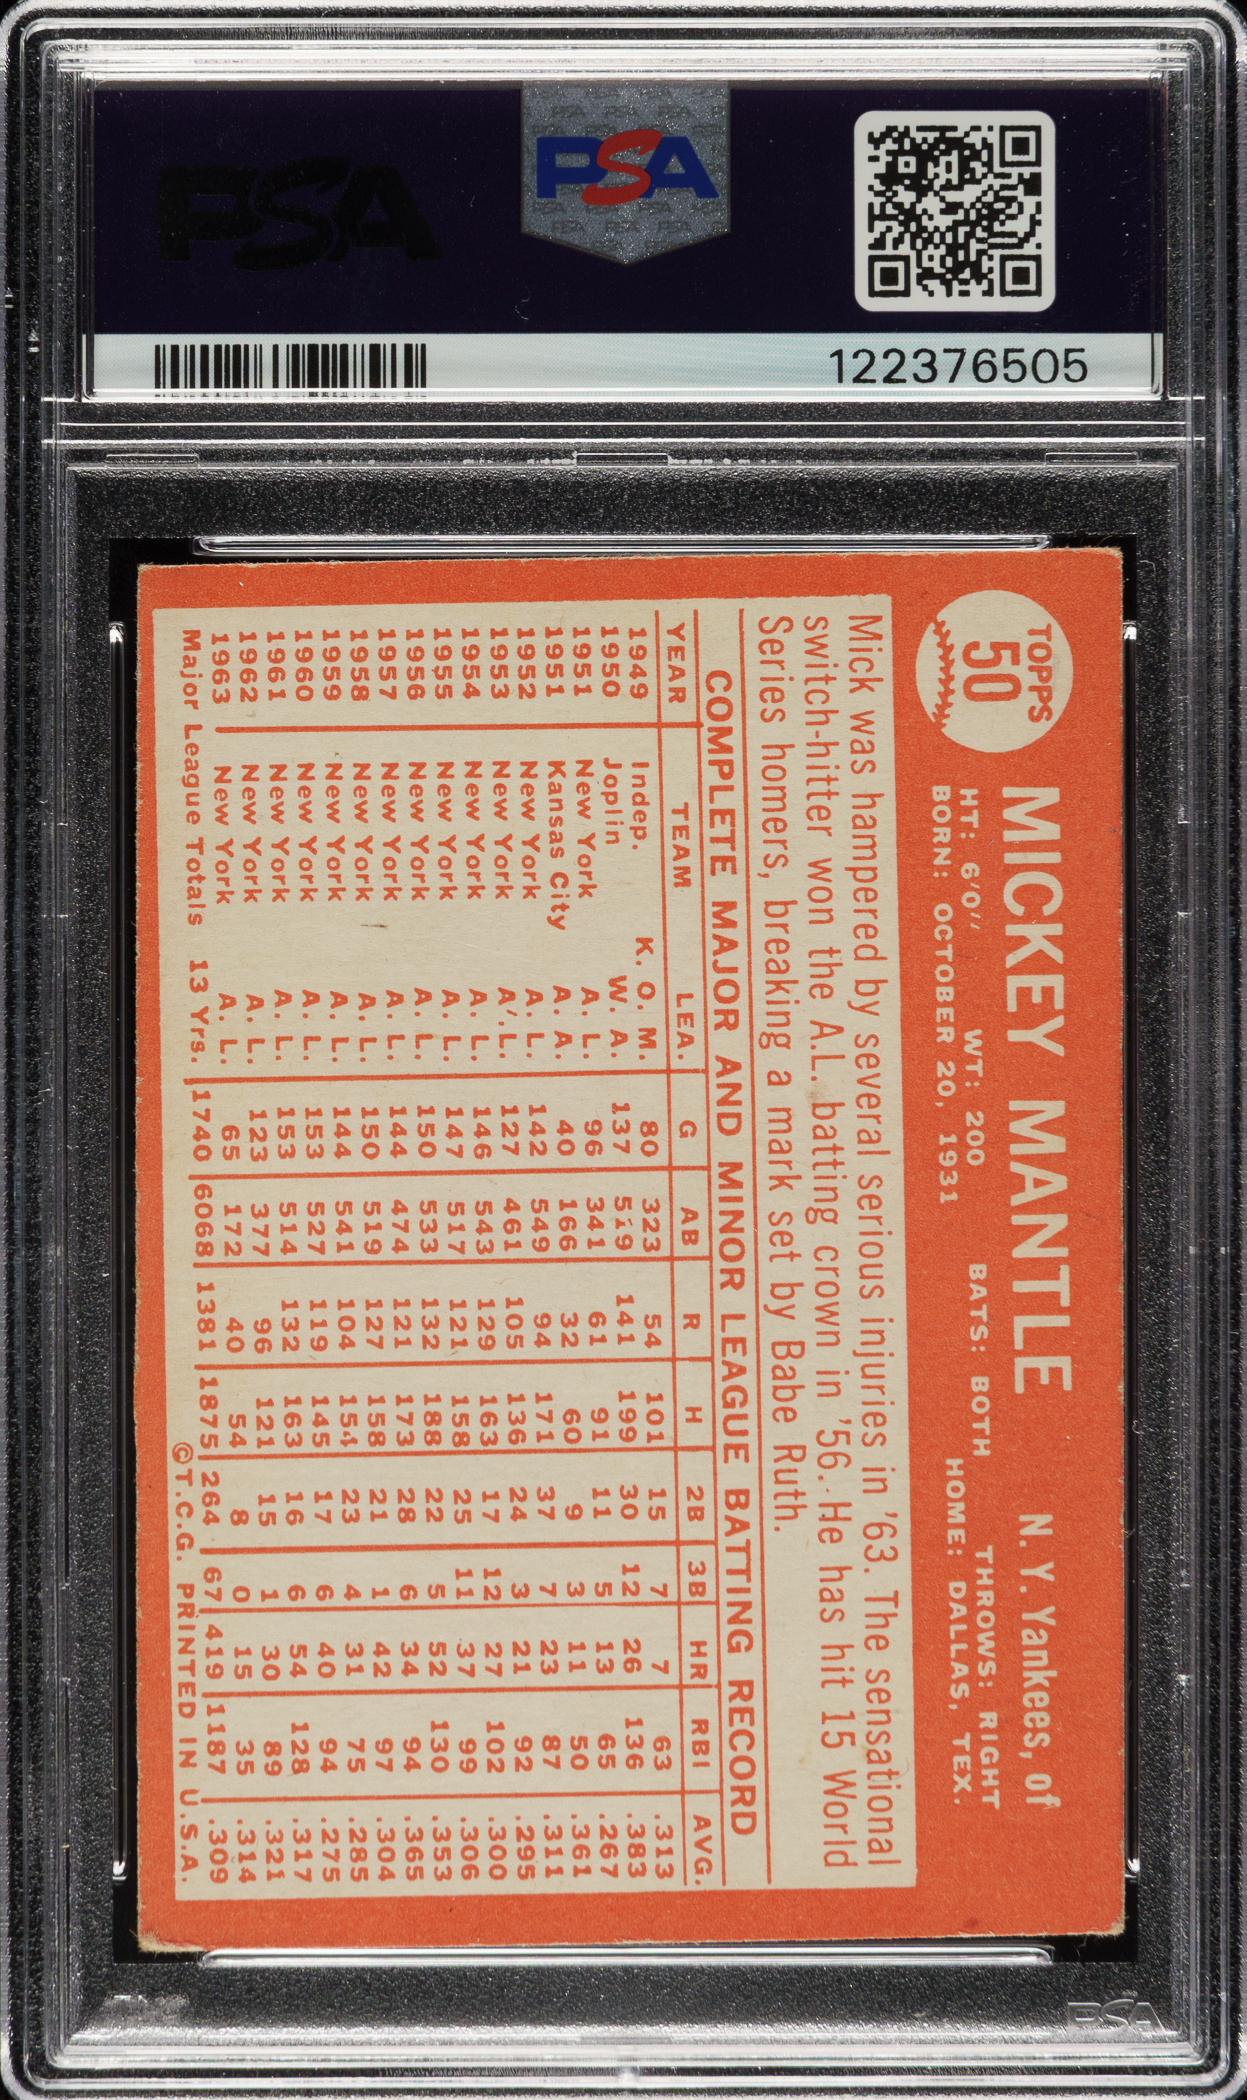 PSA
PSA
122376505
TOPPS
50
MICKEY MANTLE N. Y. Yankees, of
HT: 6'0'' WT: 200 BATS: BOTH THROWS: RIGHT
BORN: OCTOBER 20, 1931 HOME: DALLAS, TEX.
Mick was hampered by several serious injuries in '63. The sensational
switch-hitter won the A.L. batting crown in '56. He has hit 15 World
Series homers, breaking a mark set by Babe Ruth.
COMPLETE MAJOR AND MINOR LEAGUE BATTING RECORD
YEAR TEAM LEA. G AB R H 2B 3B HR RBI AVG.
1949 Indep. K. O. M. 80 323 54 101 15 7 7 63 .313
1950 Joplin W. A. 137 519 141 199 30 12 26 136 .383
1951 New York A. L. 96 341 61 91 11 5 13 65 .267
1951 Kansas City A. A. 40 166 32 60 9 3 11 50 .361
1952 New York A. L. 142 549 94 171 37 7 23 87 .311
1953 New York A. L. 127 461 105 136 24 3 21 92 .295
1954 New York A. L. 146 543 129 163 17 12 27 102 .300
1955 New York A. L. 147 517 121 158 25 11 37 99 .306
1956 New York A. L. 150 533 132 188 22 5 52 130 .353
1957 New York A. L. 144 474 121 173 28 6 34 94 .365
1958 New York A. L. 150 519 127 158 21 1 42 97 .304
1959 New York A. L. 144 541 104 154 23 4 31 75 .285
1960 New York A. L. 153 527 119 145 17 6 40 94 .275
1961 New York A. L. 153 514 132 163 16 6 54 128 .317
1962 New York A. L. 123 377 96 121 15 1 30 89 .321
1963 New York A. L. 65 172 40 54 8 0 15 35 .314
Major League Totals 13 Yrs. 1740 6068 1381 1875 264 67 419 1187 .309
©T.C.G. PRINTED IN U.S.A.
PSA